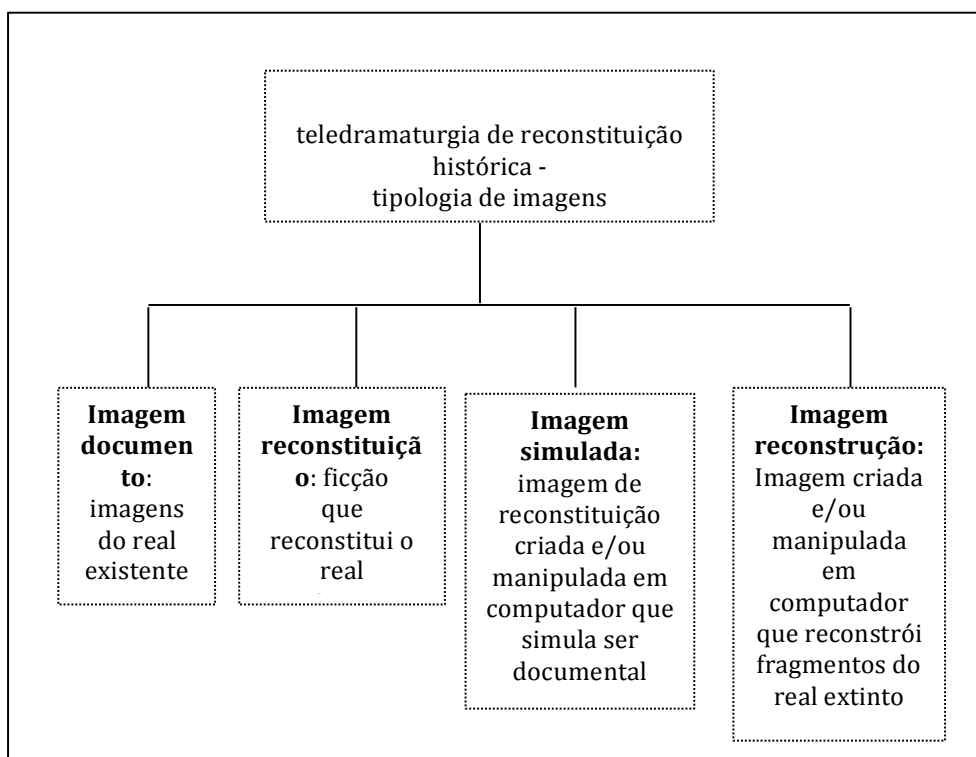 teledramaturgia de reconstituição
histórica -
tipologia de imagens
Imagem
documen
to:
imagens
do real
existente
Imagem
reconstituiçã
o: ficção
que
reconstitui o
real
Imagem
simulada:
imagem de
reconstituição
criada e/ou
manipulada em
computador que
simula ser
documental
Imagem
reconstrução:
Imagem criada
e/ou
manipulada
em
computador
que reconstrói
fragmentos do
real extinto